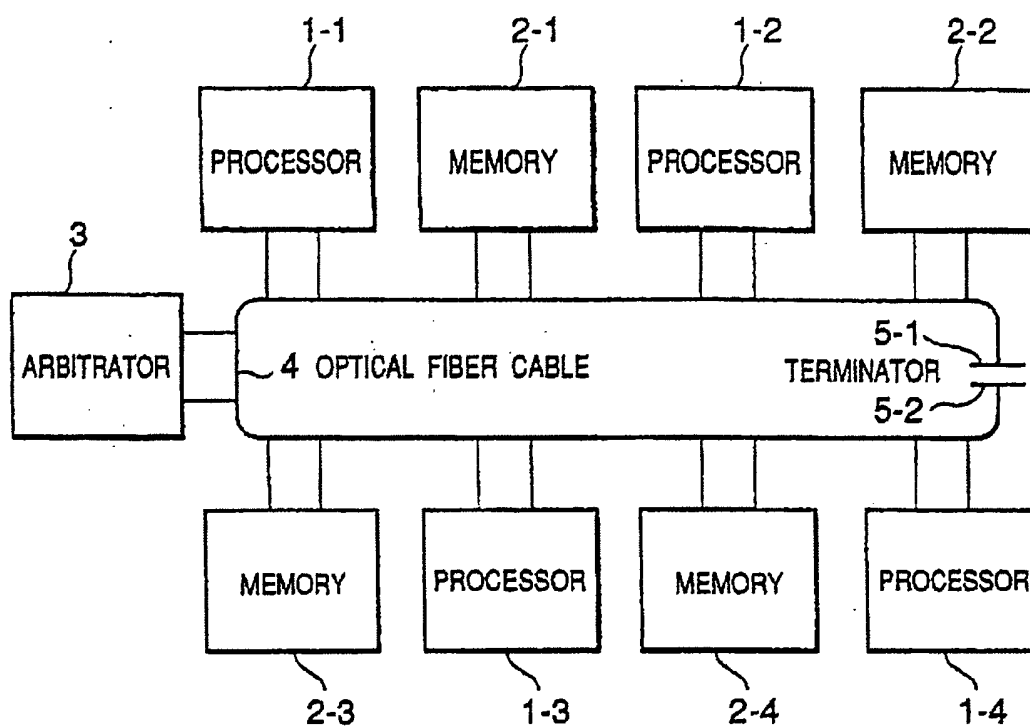 1-1 2-1 1-2 2-2
PROCESSOR MEMORY PROCESSOR MEMORY
3
5-1
ARBITRATOR 4 OPTICAL FIBER CABLE TERMINATOR
5-2
MEMORY PROCESSOR MEMORY PROCESSOR
2-3 1-3 2-4 1-4